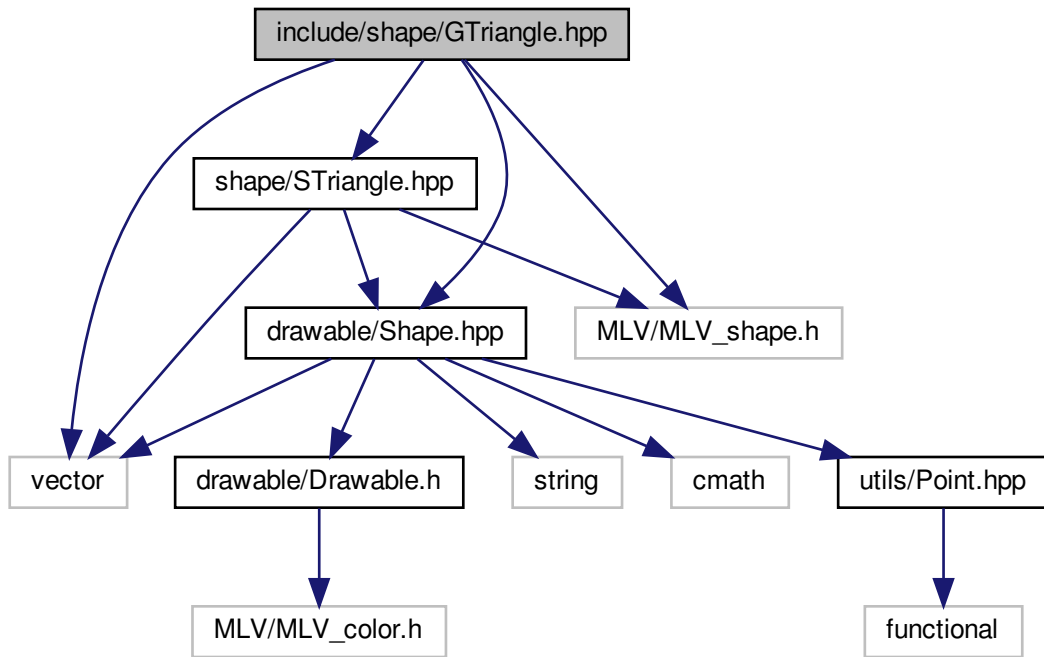 include/shape/GTriangle.hpp
shape/STriangle.hpp
drawable/Shape.hpp
MLV/MLV_shape.h
vector
drawable/Drawable.h
string
cmath
utils/Point.hpp
MLV/MLV_color.h
functional